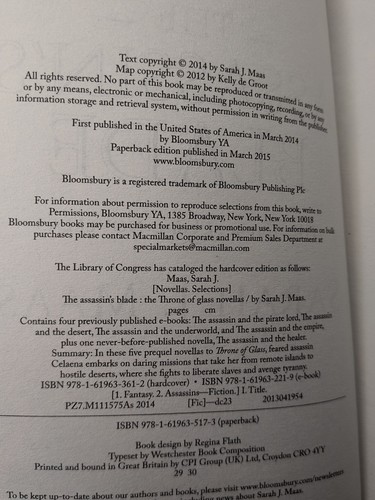 Text copyright © 2014 by Sarah J. Maas
Map copyright © 2012 by Kelly de Groot
All rights reserved. No part of this book may be reproduced or transmitted in any form
or by any means, electronic or mechanical, including photocopying, recording, or by any
information storage and retrieval system, without permission in writing from the publisher.
First published in the United States of America in March 2014
by Bloomsbury YA
Paperback edition published in March 2015
www.bloomsbury.com
Bloomsbury is a registered trademark of Bloomsbury Publishing Plc
For information about permission to reproduce selections from this book, write to
Permissions, Bloomsbury YA, 1385 Broadway, New York, New York 10018
Bloomsbury books may be purchased for business or promotional use. For information on bulk
purchases please contact Macmillan Corporate and Premium Sales Department at
specialmarkets@macmillan.com
The Library of Congress has cataloged the hardcover edition as follows:
Maas, Sarah J.
[Novellas. Selections]
The assassin's blade : the Throne of glass novellas / by Sarah J. Maas.
pages cm
Contains four previously published e-books: The assassin and the pirate lord, The assassin
and the desert, The assassin and the underworld, and The assassin and the empire,
plus one never-before-published novella, The assassin and the healer.
Summary: In these five prequel novellas to Throne of Glass, feared assassin
Celaena embarks on daring missions that take her from remote islands to
hostile deserts, where she fights to liberate slaves and avenge tyranny.
ISBN 978-1-61963-361-2 (hardcover) • ISBN 978-1-61963-221-9 (e-book)
[1. Fantasy. 2. Assassins—Fiction.] I. Title.
PZ7.M111575As 2014 [Fic]—dc23 2013041954
ISBN 978-1-61963-517-3 (paperback)
Book design by Regina Flath
Typeset by Westchester Book Composition
Printed and bound in Great Britain by CPI Group (UK) Ltd, Croydon CR0 4YY
29 30
To be kept up-to-date about our authors and books, please visit www.bloomsbury.com/newsletters
news about Sarah J. Maas